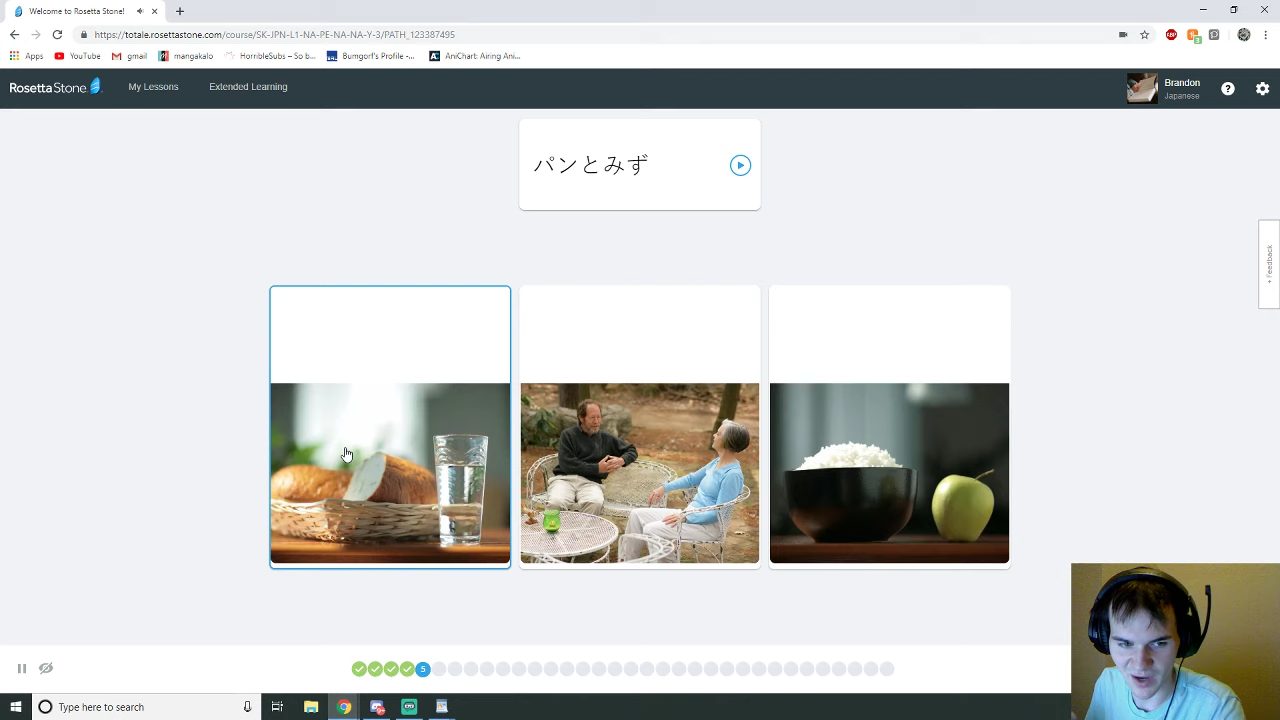 Welcome to Rosetta Stone!
https://totale.rosettastone.com/course/SK-JPN-L1-NA-PE-NA-NA-Y-3/PATH_123387495
Apps
YouTube
gmail
mangakalo
HorribleSubs – So b...
Bumgorf's Profile -...
AniChart: Airing Ani...
RosettaStone
My Lessons
Extended Learning
Brandon
Japanese
?
パンとみず
+ Feedback
5
Type here to search